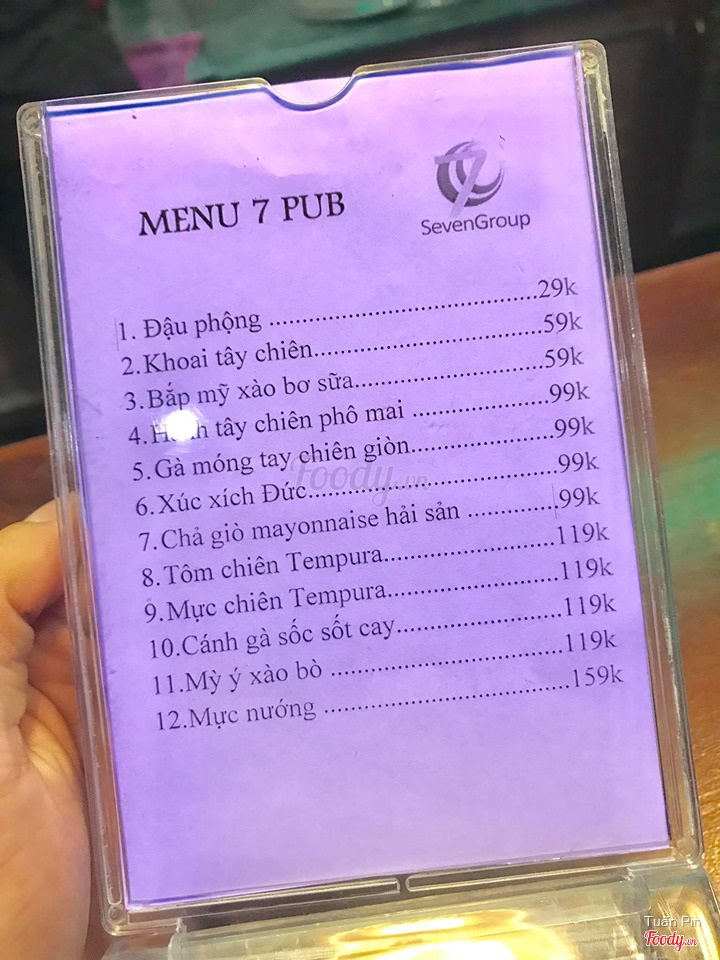 MENU 7 PUB
7
SevenGroup
1. Đậu phộng ..........................................29k
2.Khoai tây chiên...................................59k
3.Bắp mỹ xào bơ sữa.............................59k
4. tây chiên phô mai .....................99k
5. Gà móng tay chiên giòn.....................99k
6.Xúc xích Đức.....................................99k
7.Chả giò mayonnaise hải sản .............99k
8.Tôm chiên Tempura.........................119k
9.Mực chiên Tempura.........................119k
10.Cánh gà sốc sốt cay.........................119k
11.Mỳ ý xào bò ...................................119k
12.Mực nướng .....................................159k
Foody.vn
Tuấn Pin
Foody.vn